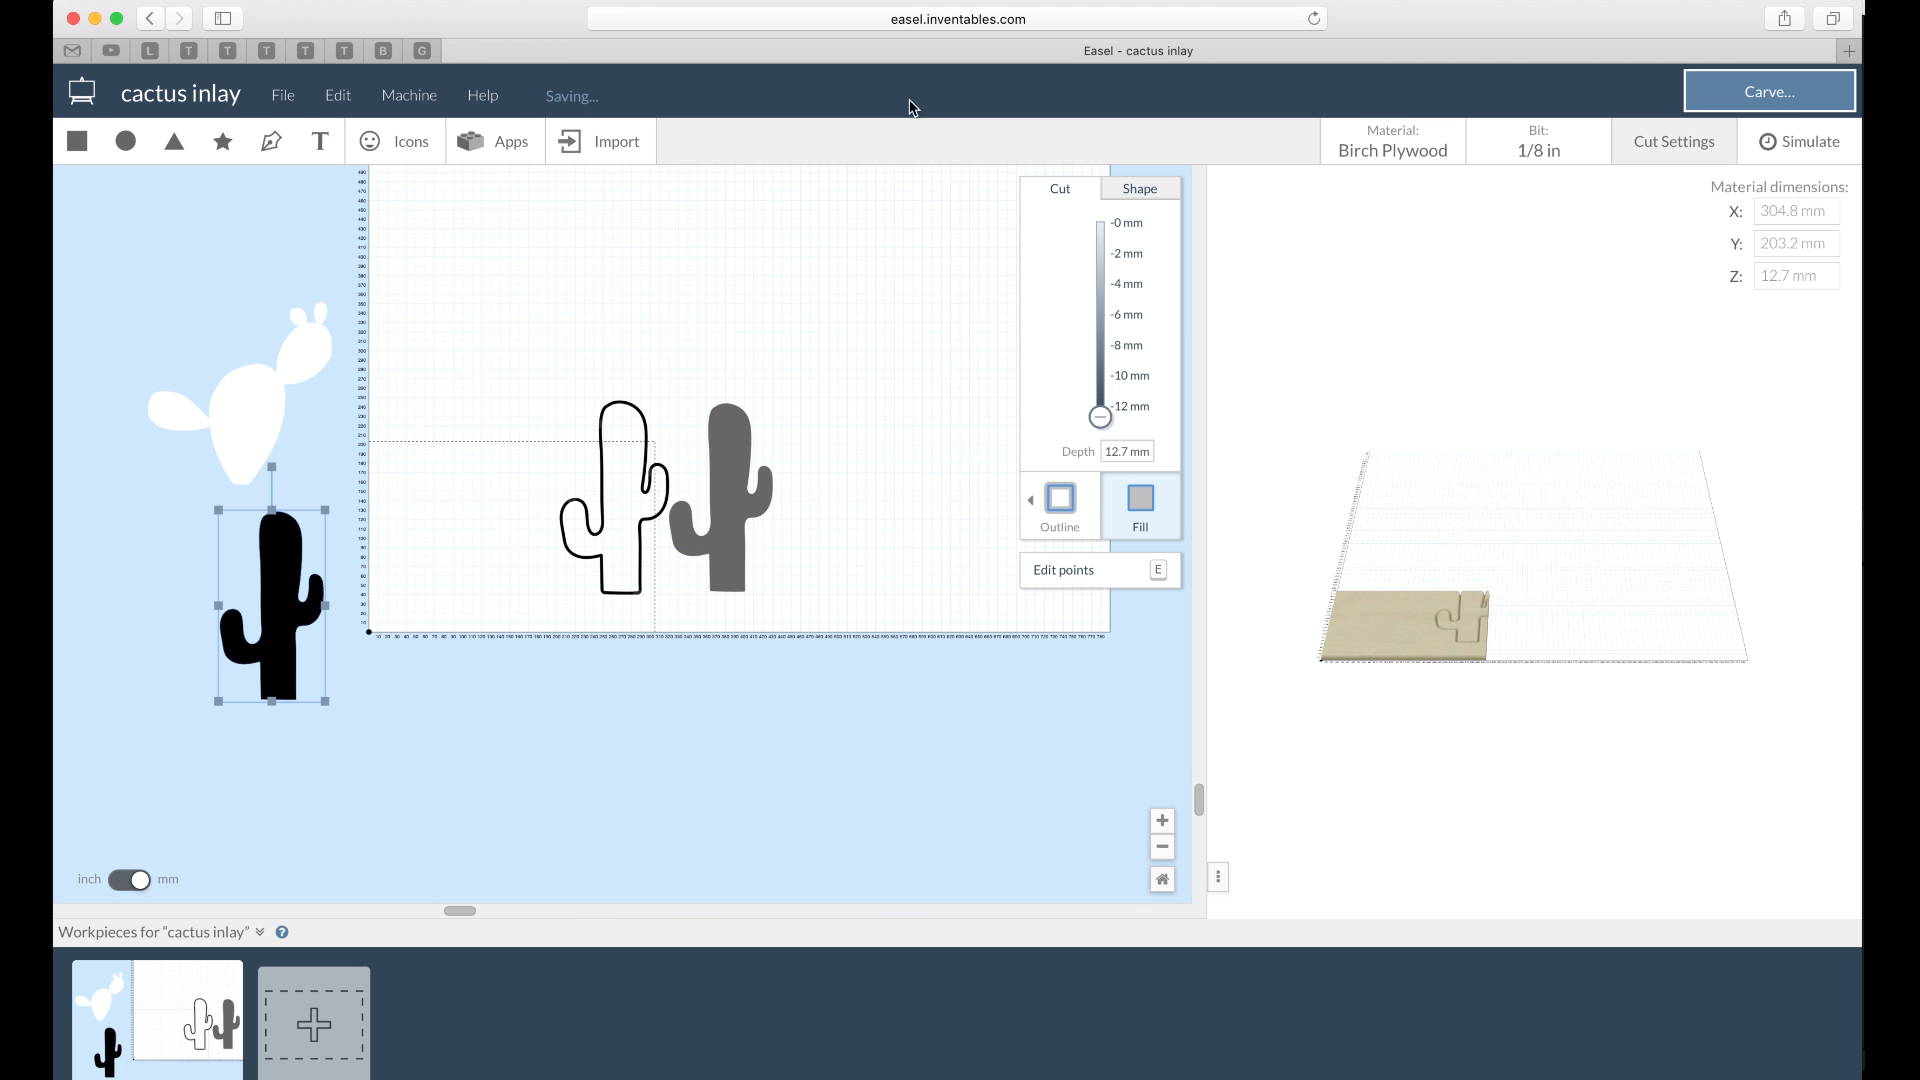 easel.inventables.com
L T T T T T B G
Easel - cactus inlay
cactus inlay File Edit Machine Help Saving... Carve...
T Icons Apps Import
Material:
Birch Plywood
Bit:
1/8 in
Cut Settings
Simulate
Cut Shape
-0 mm
-2 mm
-4 mm
-6 mm
-8 mm
-10 mm
-12 mm
Depth 12.7 mm
Outline Fill
Edit points E
Material dimensions:
X: 304.8 mm
Y: 203.2 mm
Z: 12.7 mm
inch mm
Workpieces for “cactus inlay” ?